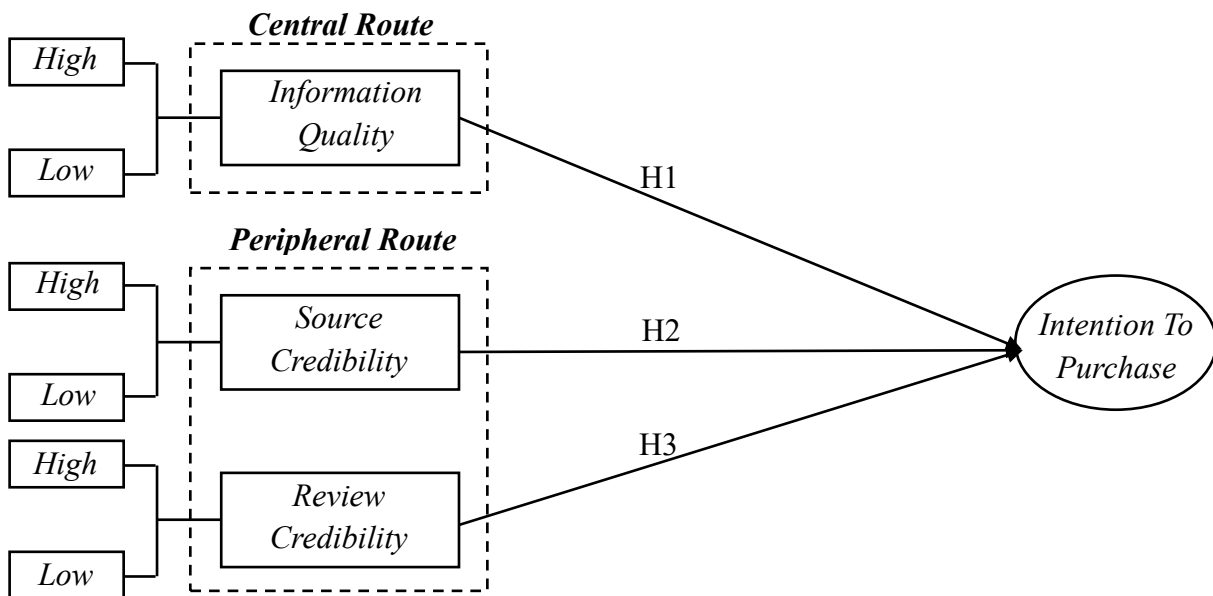 Central Route
High
Information
Quality
Low
H1
Peripheral Route
High
Source
Credibility
Low
H2
Intention To
Purchase
High
Review
Credibility
Low
H3